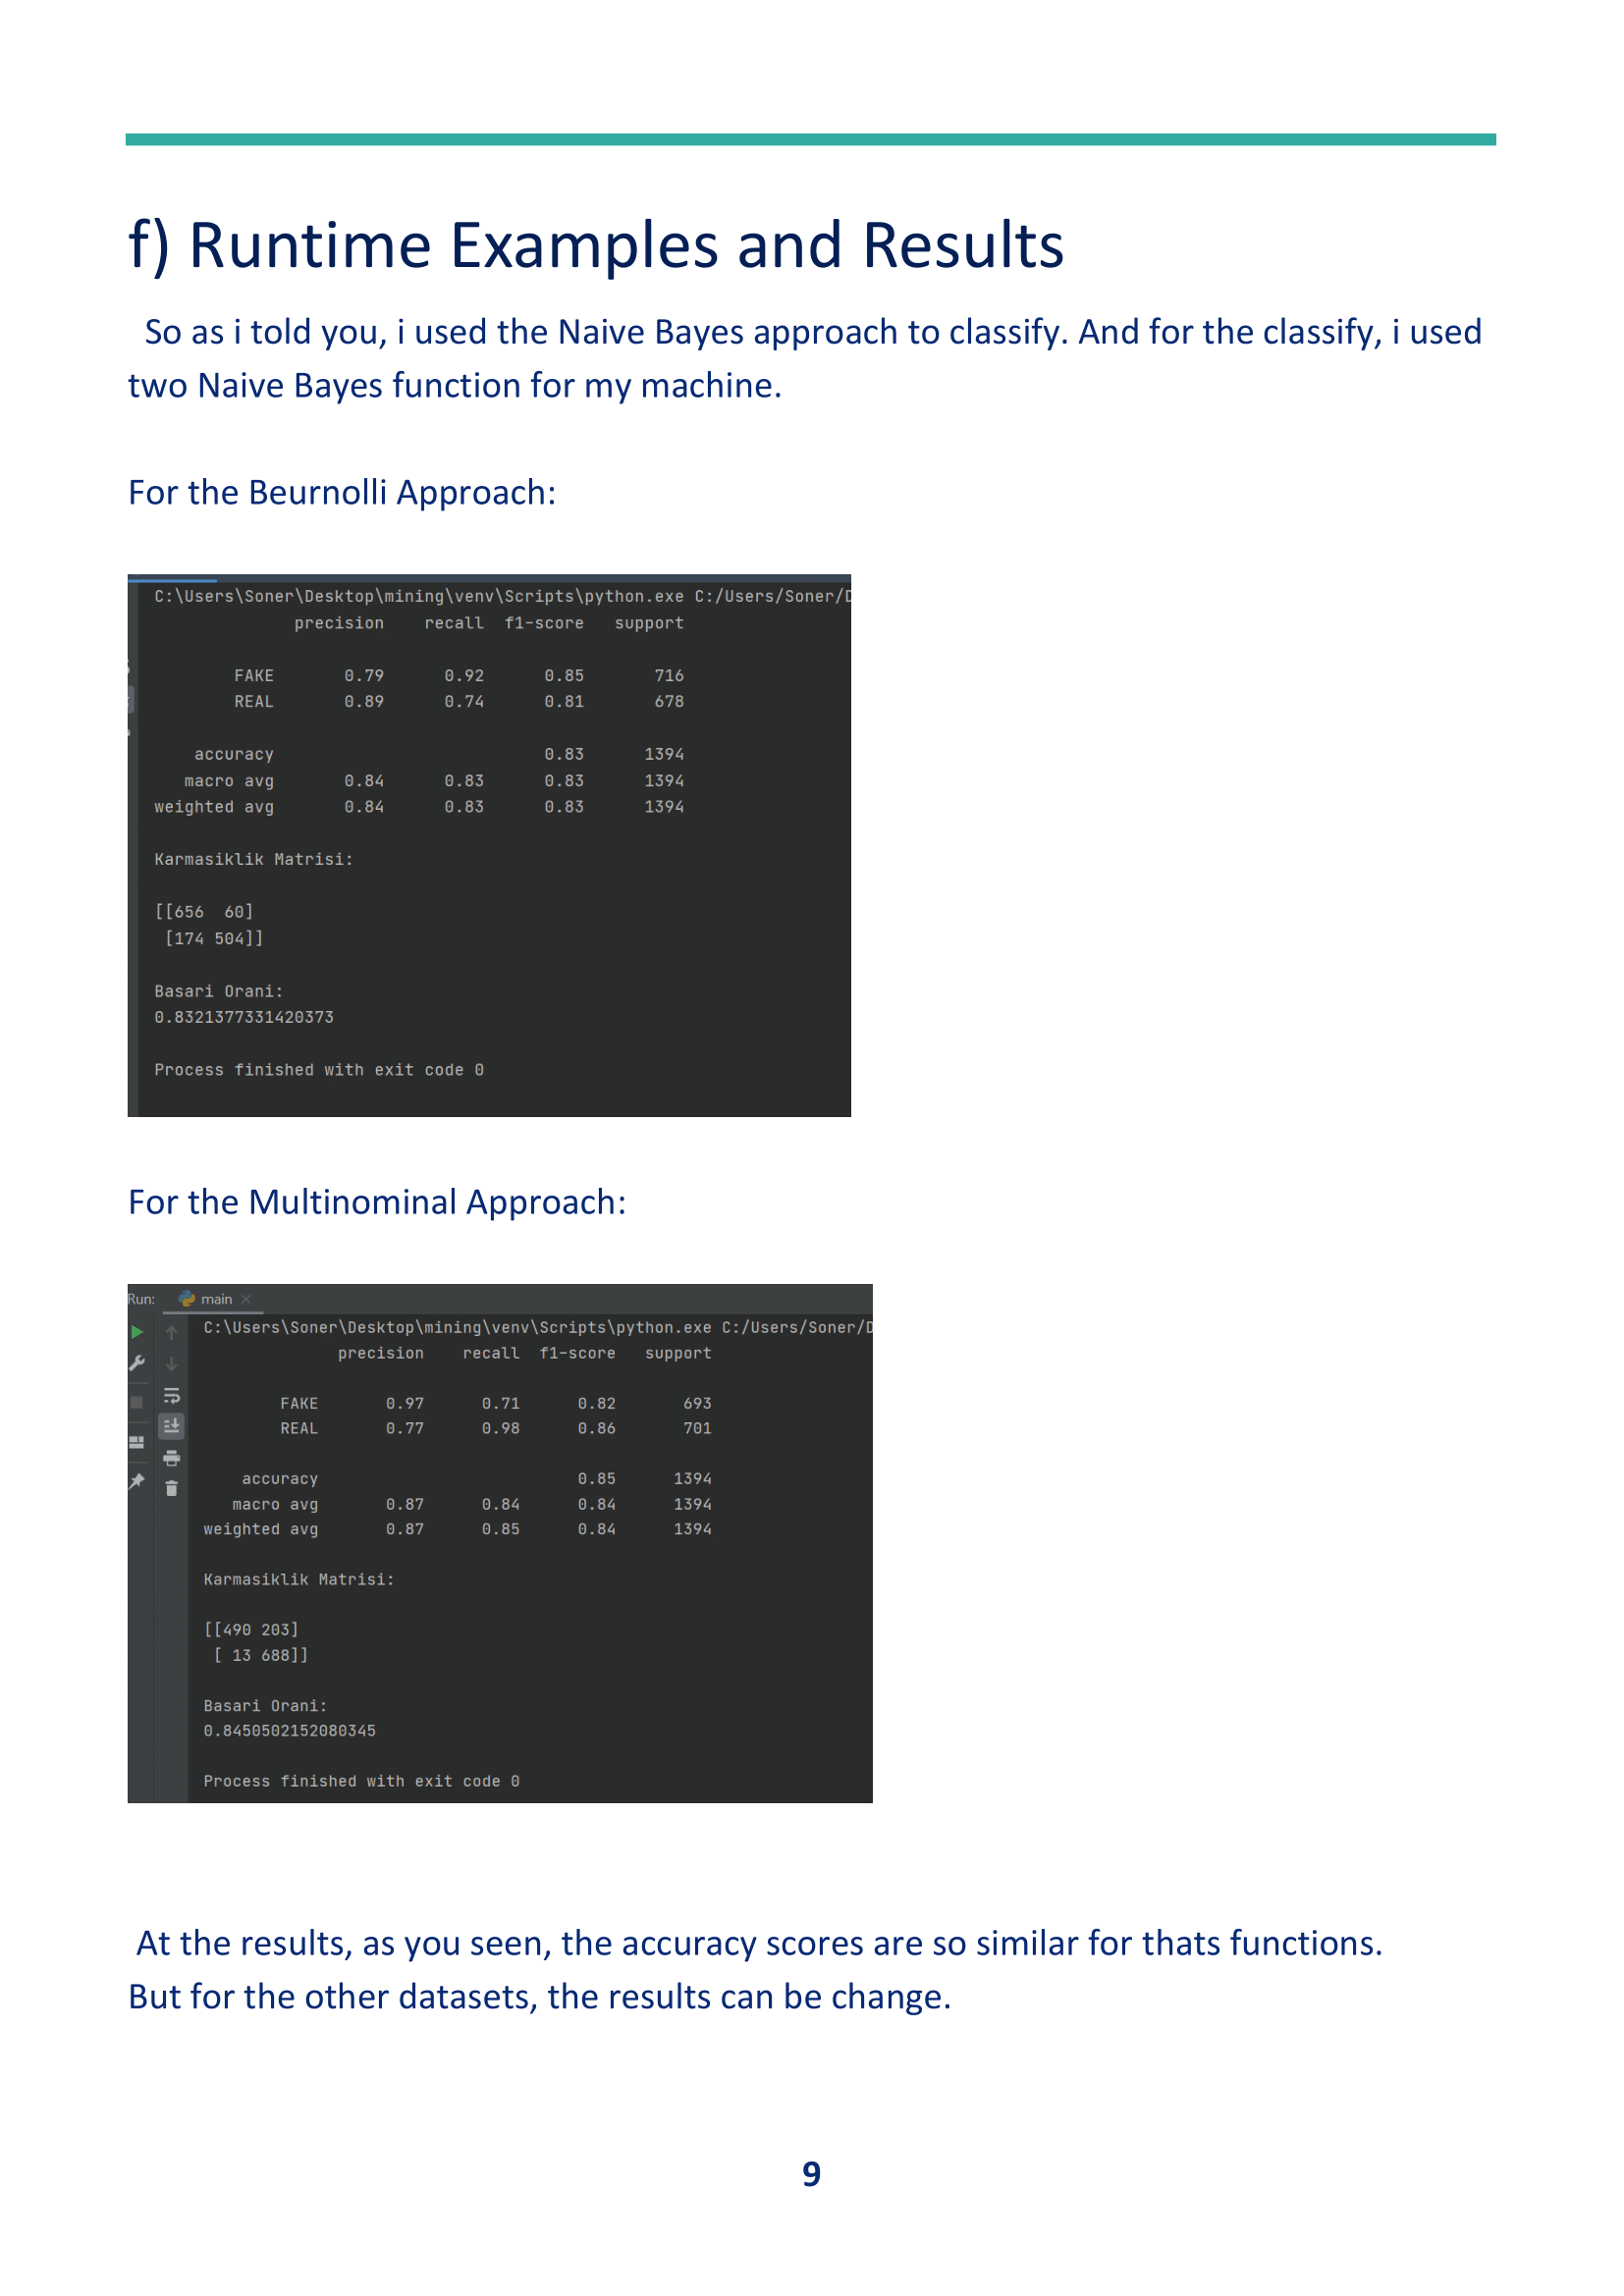 f) Runtime Examples and Results
So as i told you, i used the Naive Bayes approach to classify. And for the classify, i used
two Naive Bayes function for my machine.
For the Beurnolli Approach:
C:\Users\Soner\Desktop\mining\venv\Scripts\python.exe C:/Users/Soner/D
precision recall f1-score support
FAKE 0.79 0.92 0.85 716
REAL 0.89 0.74 0.81 678
accuracy 0.83 1394
macro avg 0.84 0.83 0.83 1394
weighted avg 0.84 0.83 0.83 1394
Karmasiklik Matrisi:
[[656 60]
[174 504]]
Basari Orani:
0.8321377331420373
Process finished with exit code 0
For the Multinominal Approach:
Run: main
C:\Users\Soner\Desktop\mining\venv\Scripts\python.exe C:/Users/Soner/D
precision recall f1-score support
FAKE 0.97 0.71 0.82 693
REAL 0.77 0.98 0.86 701
accuracy 0.85 1394
macro avg 0.87 0.84 0.84 1394
weighted avg 0.87 0.85 0.84 1394
Karmasiklik Matrisi:
[[490 203]
[ 13 688]]
Basari Orani:
0.8450502152080345
Process finished with exit code 0
At the results, as you seen, the accuracy scores are so similar for thats functions.
But for the other datasets, the results can be change.
9